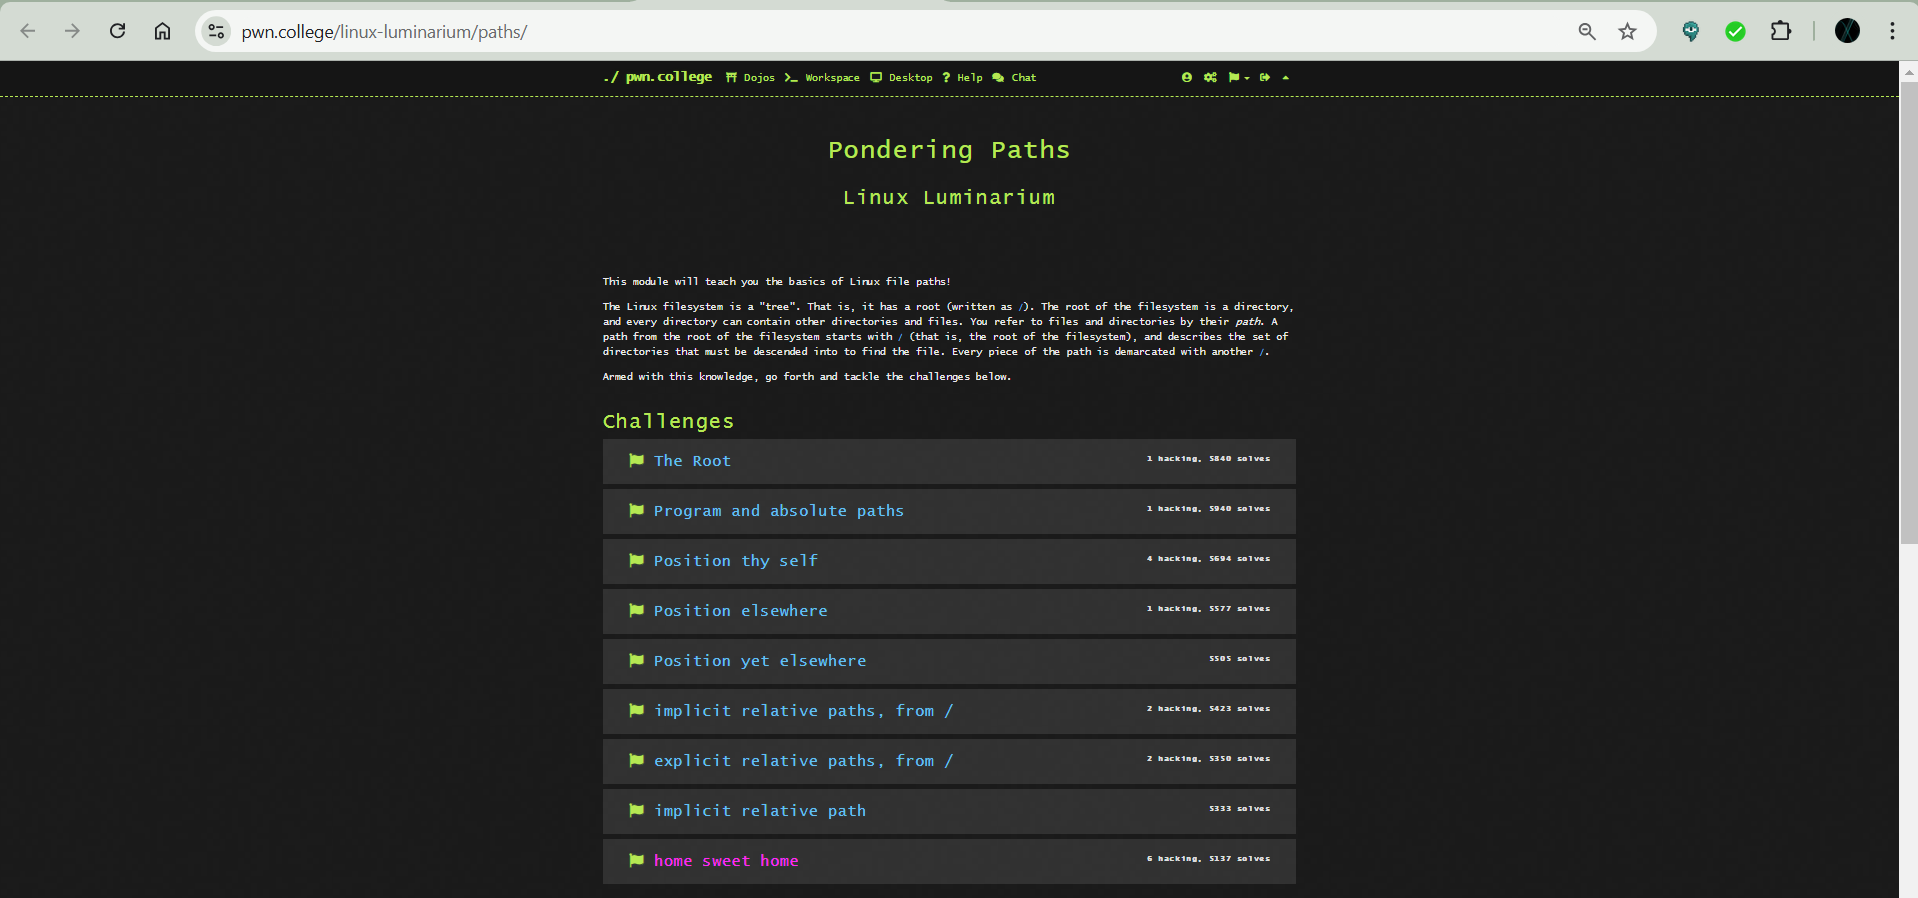 pwn.college/linux-luminarium/paths/
./ pwn.college Dojos Workspace Desktop ? Help Chat
Pondering Paths
Linux Luminarium
This module will teach you the basics of Linux file paths!
The Linux filesystem is a "tree". That is, it has a root (written as /). The root of the filesystem is a directory,
and every directory can contain other directories and files. You refer to files and directories by their path. A
path from the root of the filesystem starts with / (that is, the root of the filesystem), and describes the set of
directories that must be descended into to find the file. Every piece of the path is demarcated with another /.
Armed with this knowledge, go forth and tackle the challenges below.
Challenges
The Root 1 hacking, 5840 solves
Program and absolute paths 1 hacking, 5940 solves
Position thy self 4 hacking, 5694 solves
Position elsewhere 1 hacking, 5577 solves
Position yet elsewhere 5505 solves
implicit relative paths, from / 2 hacking, 5423 solves
explicit relative paths, from / 2 hacking, 5350 solves
implicit relative path 5333 solves
home sweet home 6 hacking, 5137 solves